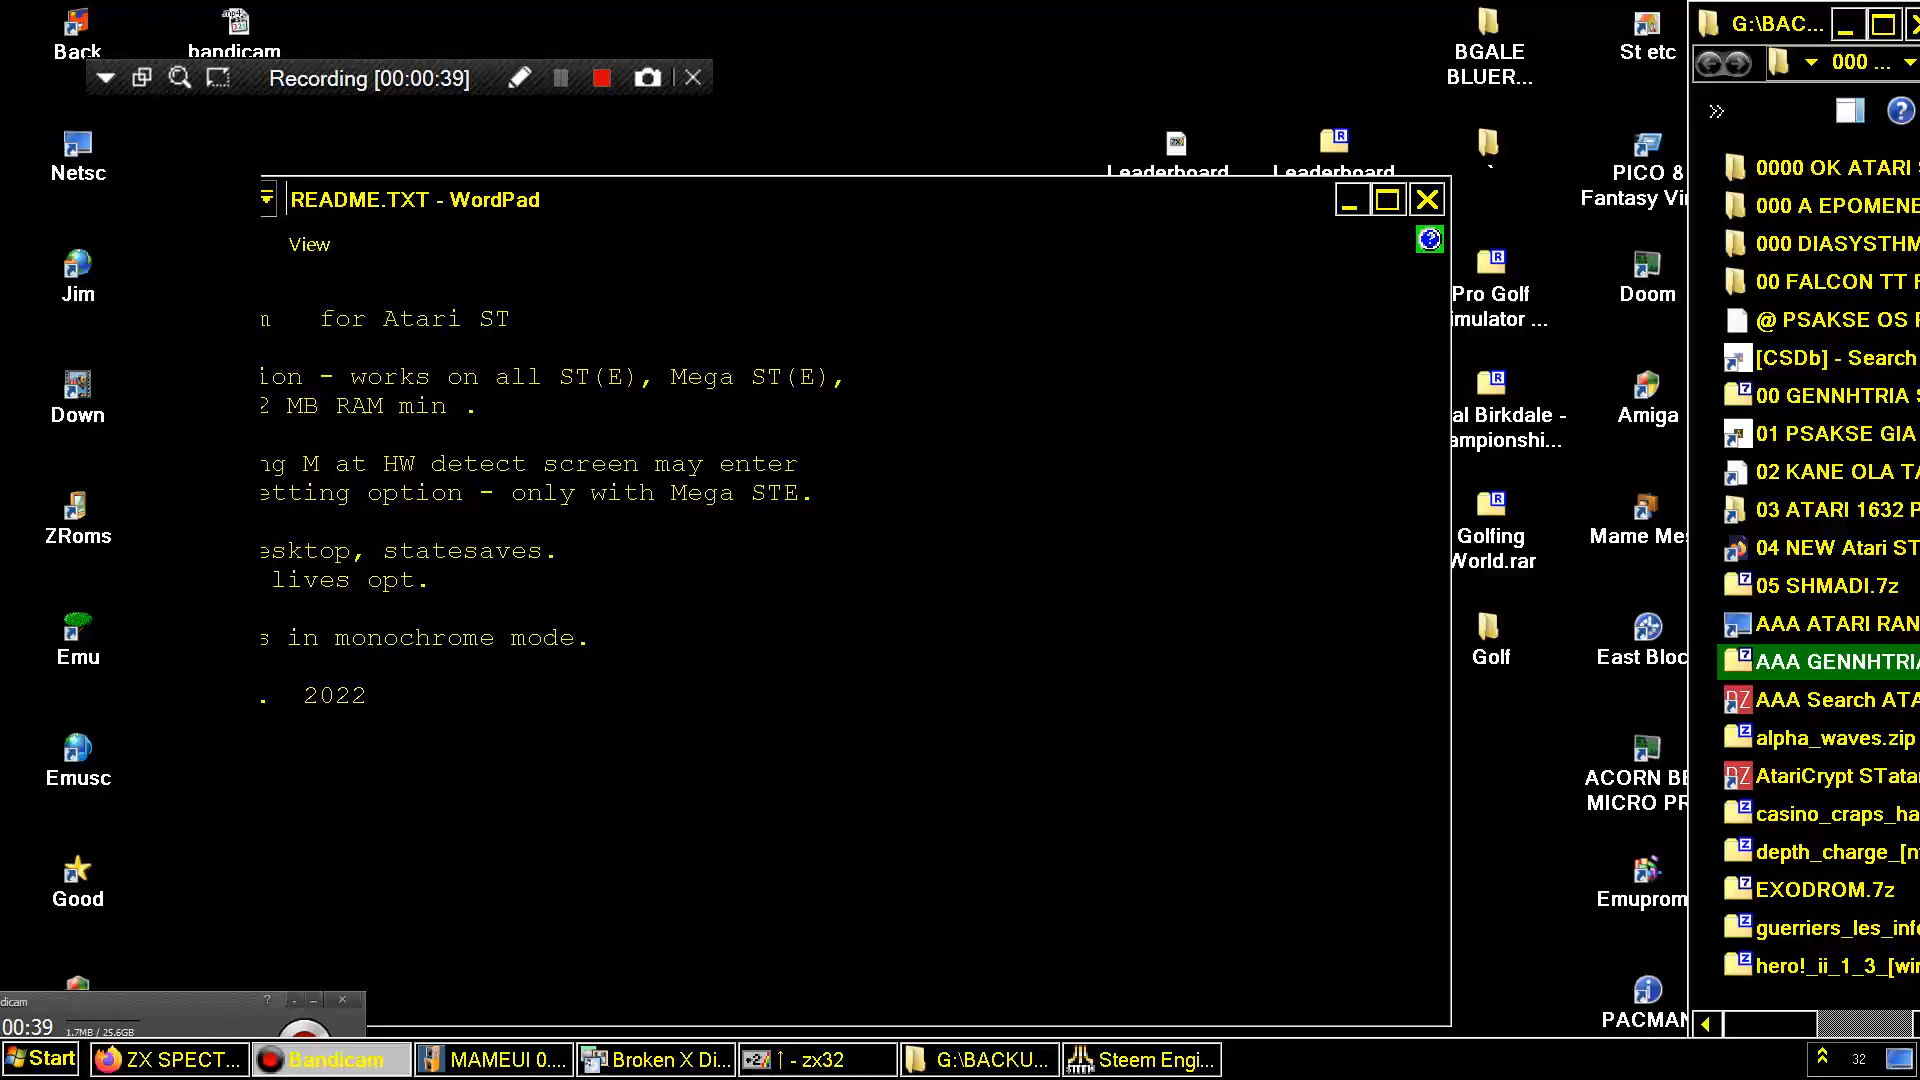 Back
bandicam
Recording [00:00:39]
BGALE
BLUER...
St etc
G:\BAC...
000 ...
Netsc
Leaderboard
Leaderboard
PICO 8
Fantasy Vi
README.TXT - WordPad
View
m   for Atari ST
ion - works on all ST(E), Mega ST(E),
2 MB RAM min .
ng M at HW detect screen may enter
etting option - only with Mega STE.
esktop, statesaves.
lives opt.
s in monochrome mode.
.  2022
Jim
Down
ZRoms
Emu
Emusc
Good
Pro Golf
imulator ...
al Birkdale -
ampionshi...
Golfing
World.rar
Golf
Doom
Amiga
Mame Me
East Bloc
ACORN BE
MICRO PR
Emuprom
PACMAN
0000 OK ATARI
000 A EPOMENE
000 DIASYSTHM
00 FALCON TT
@ PSAKSE OS
[CSDb] - Search
00 GENNHTRIA
01 PSAKSE GIA
02 KANE OLA TA
03 ATARI 1632 P
04 NEW Atari ST
05 SHMADI.7z
AAA ATARI RAN
AAA GENNHTRIA
AAA Search ATA
alpha_waves.zip
AtariCrypt STata
casino_craps_ha
depth_charge_[n
EXODROM.7z
guerriers_les_inf
hero!_ii_1_3_[wi
dicam
00:39
1.7MB / 25.6GB
Start
ZX SPECT...
Bandicam
MAMEUI 0....
Broken X Di...
↑ - zx32
G:\BACKU...
Steem Engi...
32